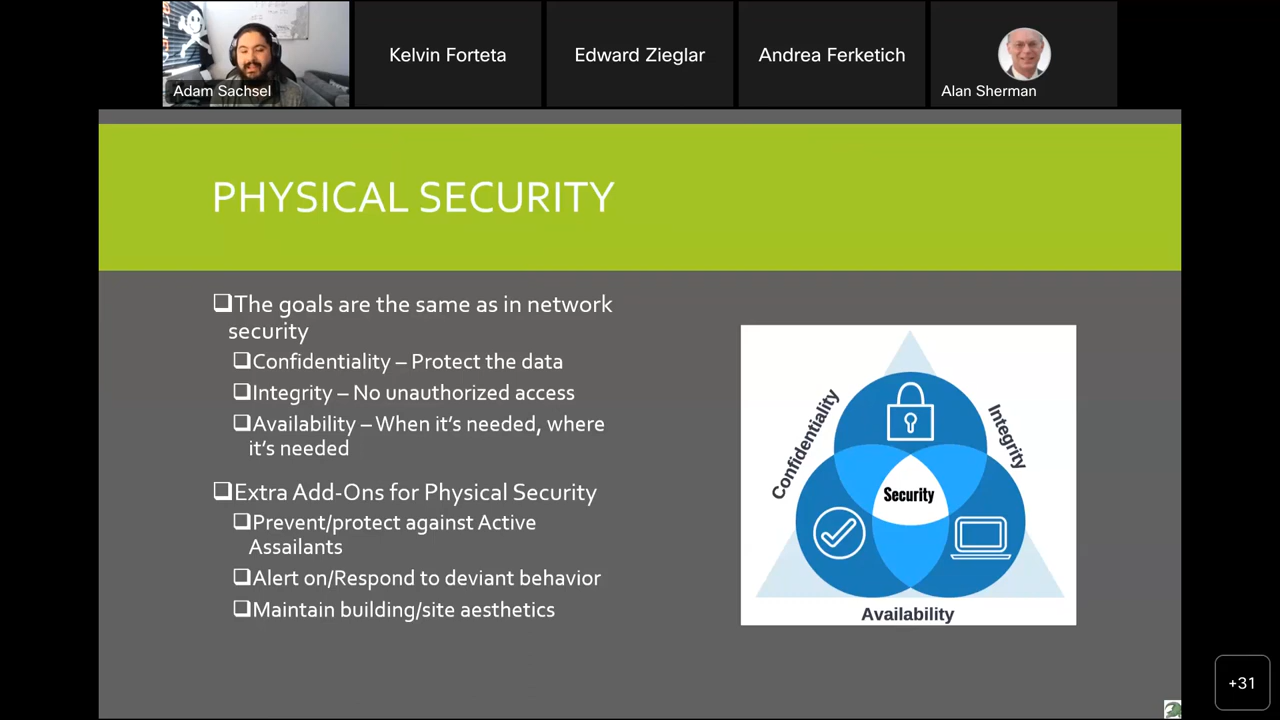 Adam Sachsel
Kelvin Forteta
Edward Zieglar
Andrea Ferketich
Alan Sherman
PHYSICAL SECURITY
The goals are the same as in network
security
Confidentiality – Protect the data
Integrity – No unauthorized access
Availability – When it's needed, where
it's needed
Extra Add-Ons for Physical Security
Prevent/protect against Active
Assailants
Alert on/Respond to deviant behavior
Maintain building/site aesthetics
Confidentiality
Integrity
Security
Availability
+31